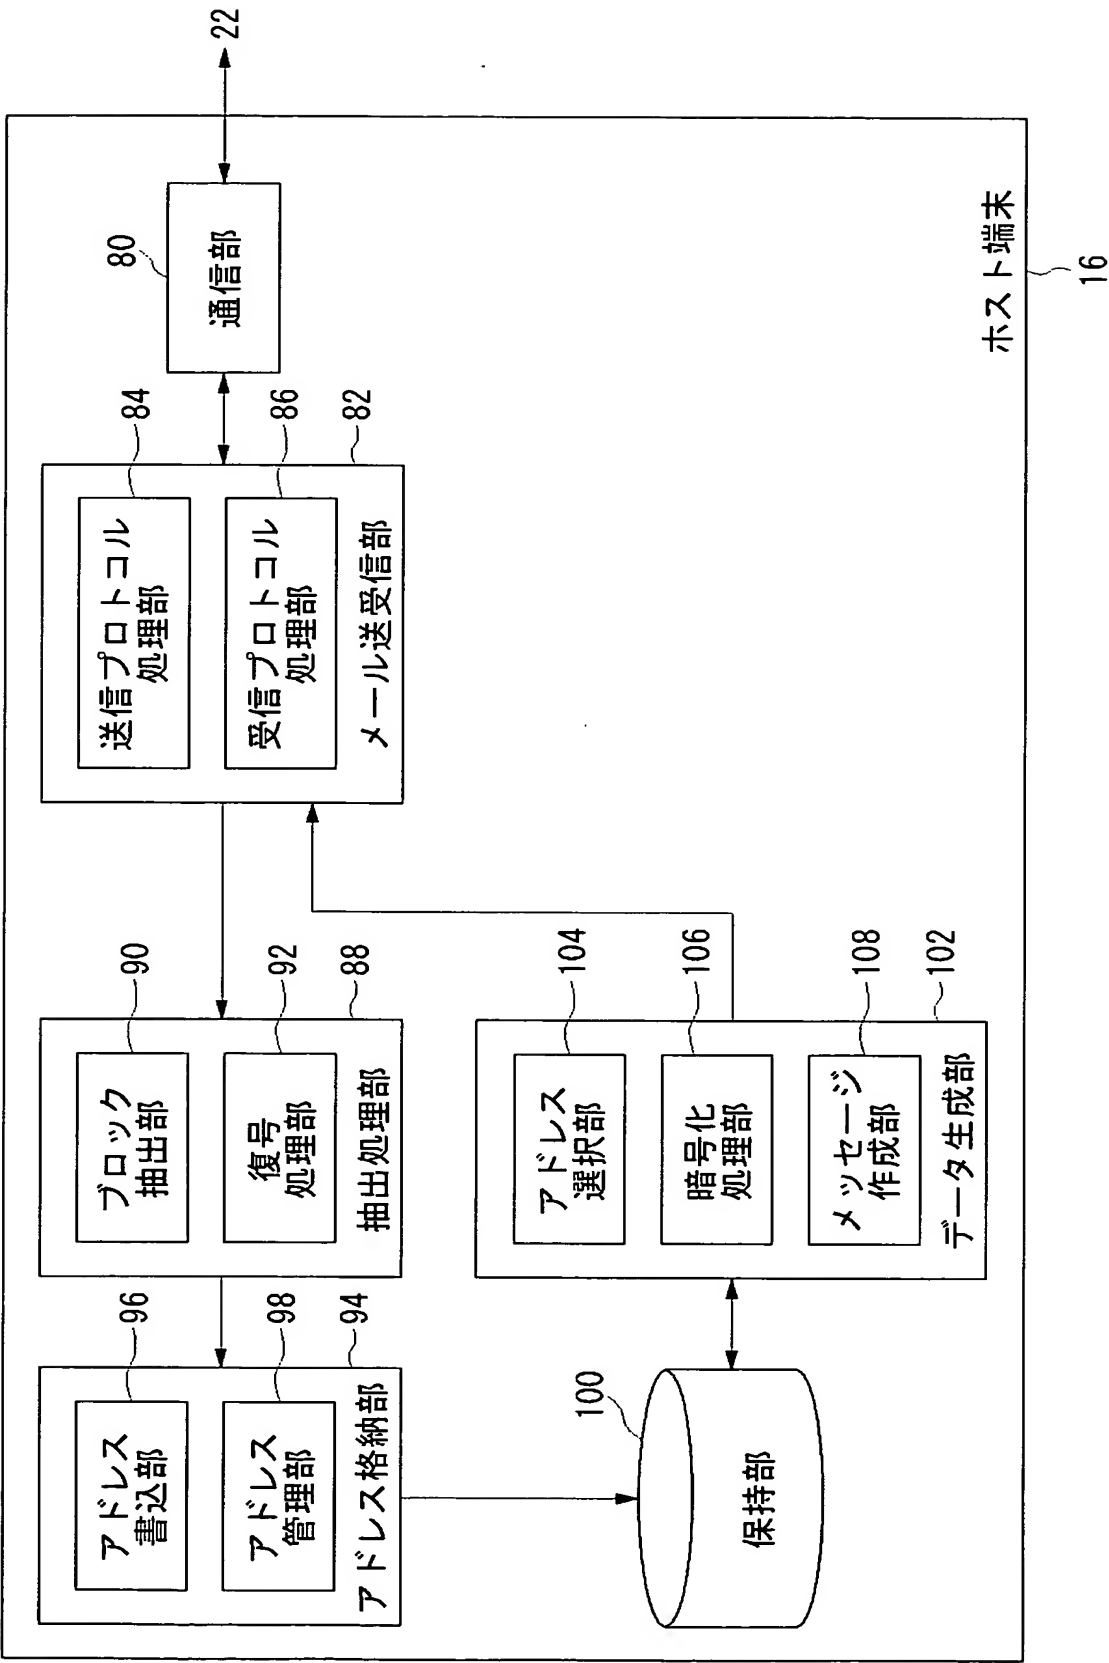 アドレス
書込部
96
アドレス
管理部
98
アドレス格納部
94
ブロック
抽出部
90
復号
処理部
92
抽出処理部
88
送信プロトコル
処理部
84
受信プロトコル
処理部
86
メール送受信部
82
通信部
80
22
保持部
100
アドレス
選択部
104
暗号化
処理部
106
メッセージ
作成部
108
データ生成部
102
ホスト端末
16